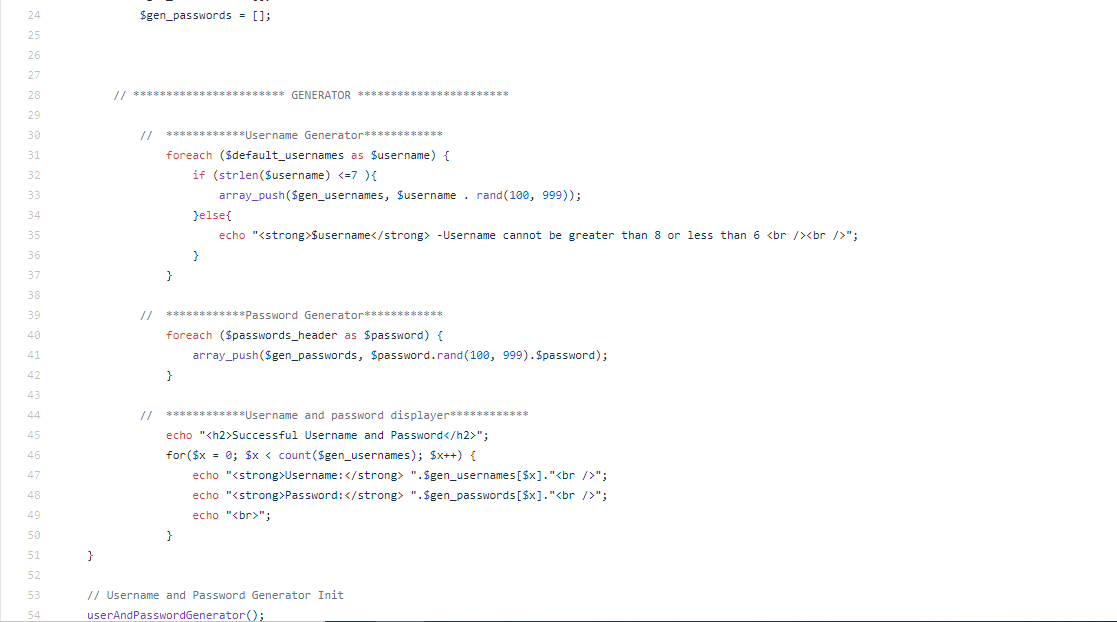 24 $gen_passwords = [];
25
26
27
28 // *********************** GENERATOR ***********************
29
30 // ************Username Generator************
31 foreach ($default_usernames as $username) {
32 if (strlen($username) <=7 ){
33 array_push($gen_usernames, $username . rand(100, 999));
34 }else{
35 echo "<strong>$username</strong> -Username cannot be greater than 8 or less than 6 <br /><br />";
36 }
37 }
38
39 // ************Password Generator************
40 foreach ($passwords_header as $password) {
41 array_push($gen_passwords, $password.rand(100, 999).$password);
42 }
43
44 // ************Username and password displayer************
45 echo "<h2>Successful Username and Password</h2>";
46 for($x = 0; $x < count($gen_usernames); $x++) {
47 echo "<strong>Username:</strong> ".$gen_usernames[$x]."<br />";
48 echo "<strong>Password:</strong> ".$gen_passwords[$x]."<br />";
49 echo "<br>";
50 }
51 }
52
53 // Username and Password Generator Init
54 userAndPasswordGenerator();